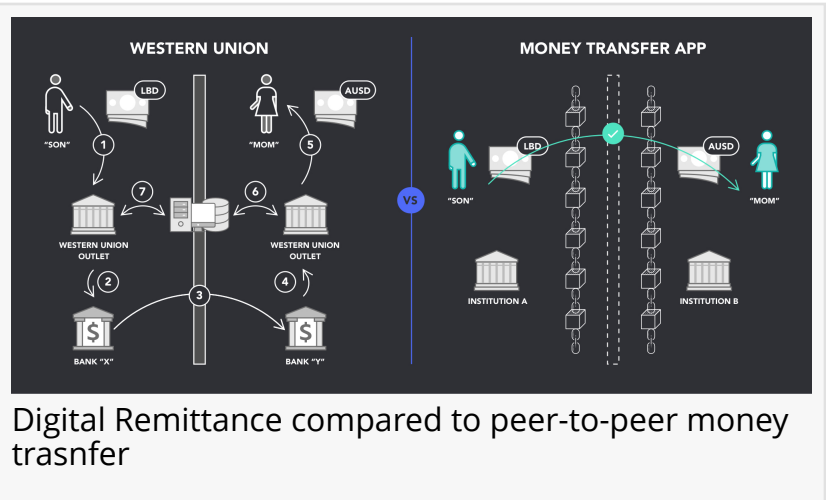 WESTERN UNION
LBD
"SON"
AUSD
"MOM"
1
5
7
6
WESTERN UNION
OUTLET
WESTERN UNION
OUTLET
2
4
3
$
BANK "X"
$
BANK "Y"
VS
MONEY TRANSFER APP
LBD
"SON"
AUSD
"MOM"
INSTITUTION A
INSTITUTION B
Digital Remittance compared to peer-to-peer money
trasnfer